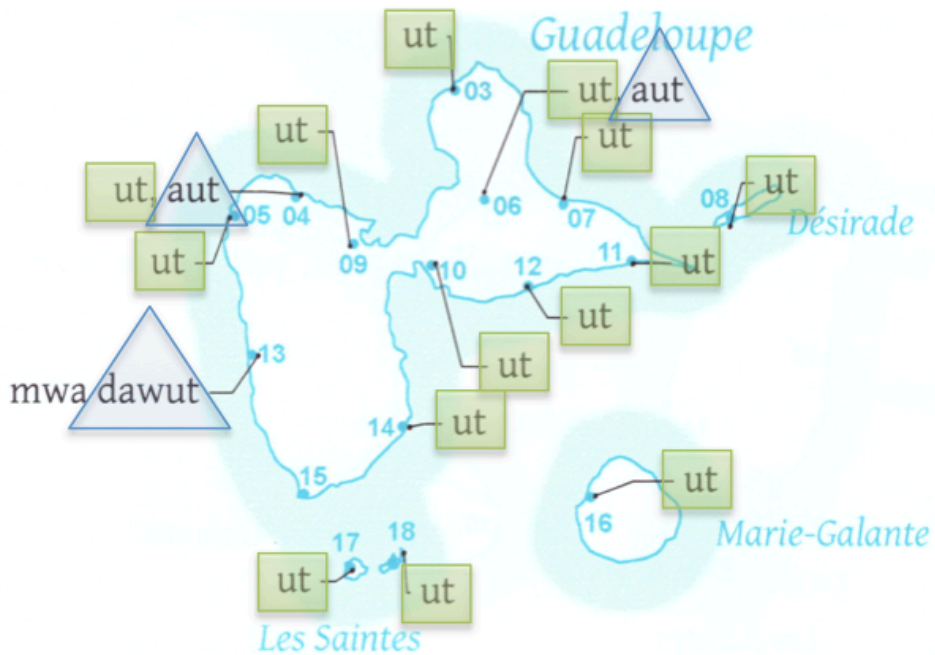 ut
Guadeloupe
03
ut, aut
ut
ut
ut, aut
04
05
06
07
08
ut
Désirade
ut
09
10
12
11
ut
ut
13
ut
mwa dawut
14
ut
15
16
ut
Marie-Galante
17
18
ut
ut
Les Saintes